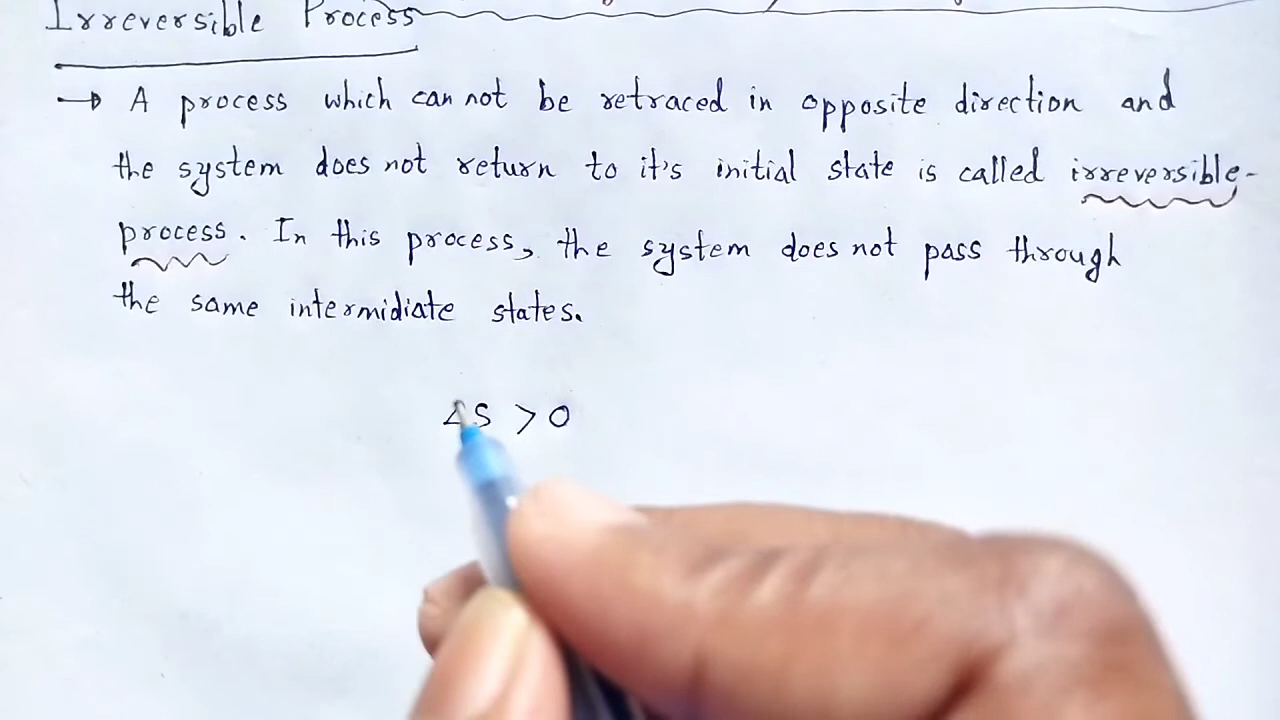 Irreversible Process
→ A process which can not be retraced in opposite direction and
the system does not return to it's initial state is called irreversible-
process. In this process, the system does not pass through
the same intermidiate states.
ΔS > 0